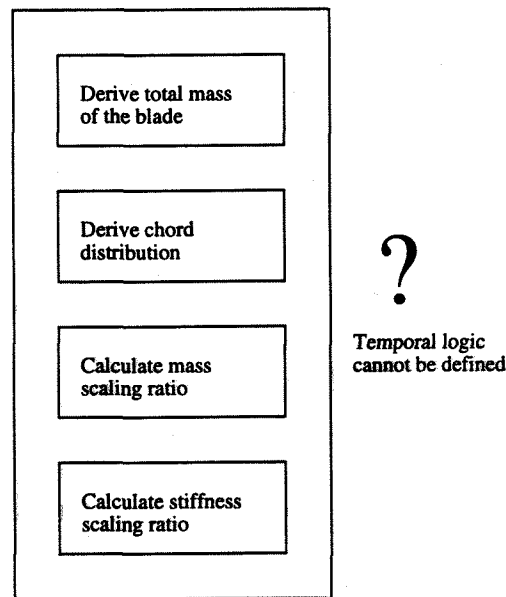 Derive total mass
of the blade
Derive chord
distribution
?
Temporal logic
cannot be defined
Calculate mass
scaling ratio
Calculate stiffness
scaling ratio